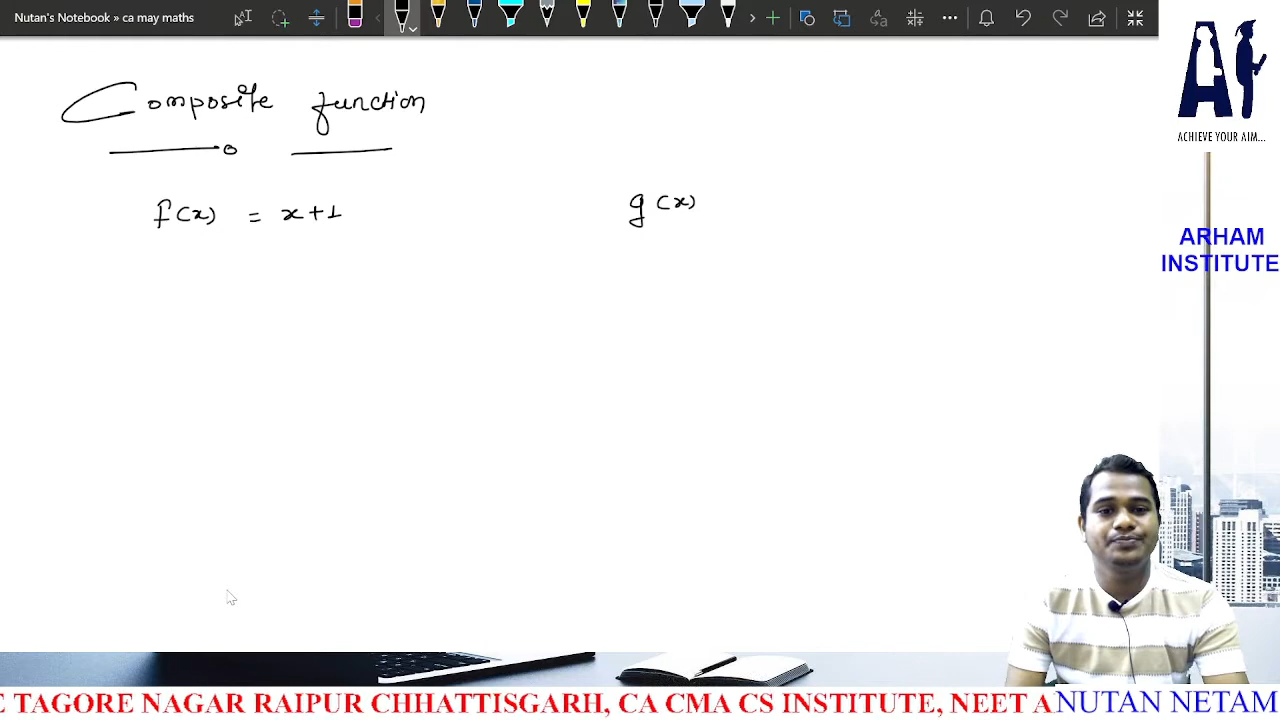 Nutan's Notebook » ca may maths
Composite function
f(x) = x+1
g(x)
ACHIEVE YOUR AIM...
ARHAM
INSTITUTE
E TAGORE NAGAR RAIPUR CHHATTISGARH, CA CMA CS INSTITUTE, NEET A
NUTAN NETAM